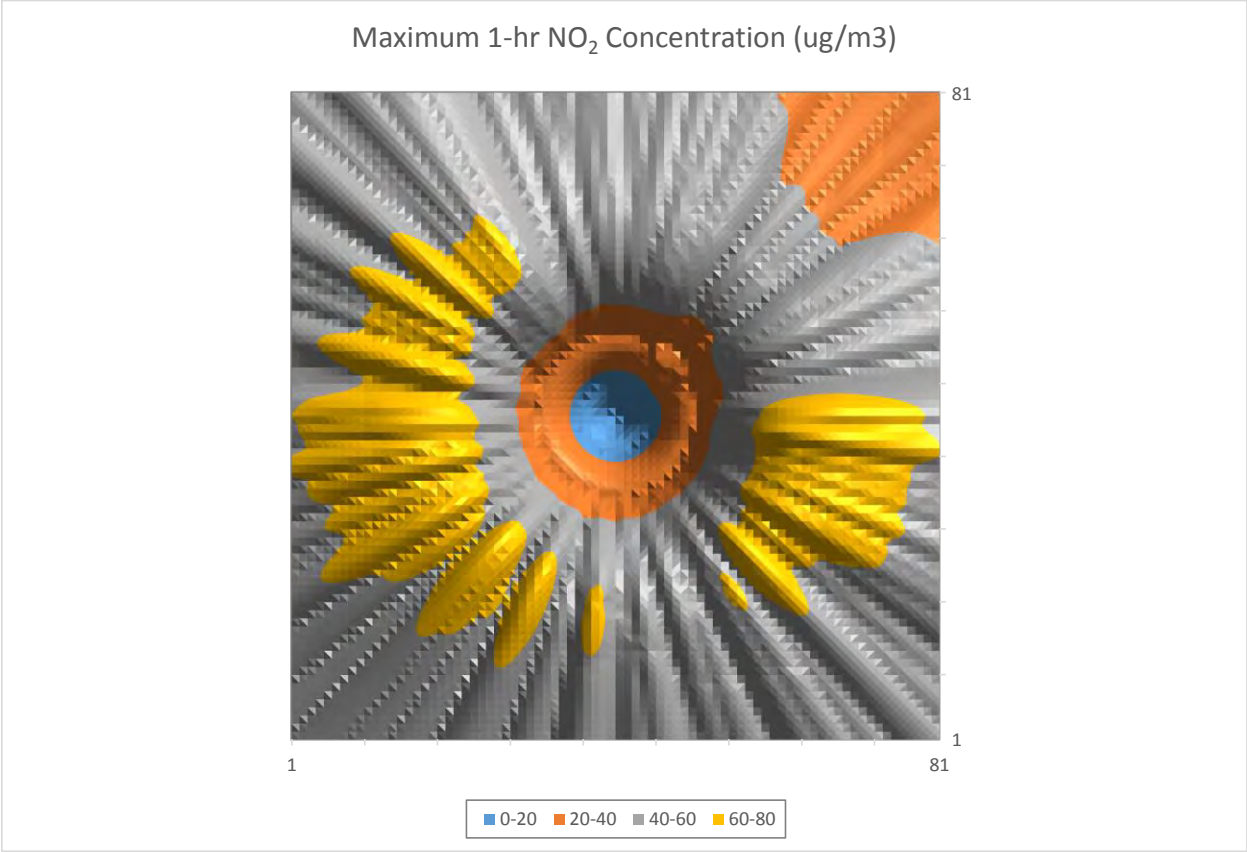 Maximum 1-hr NO₂ Concentration (ug/m3)
81
1
1 81
0-20 20-40 40-60 60-80